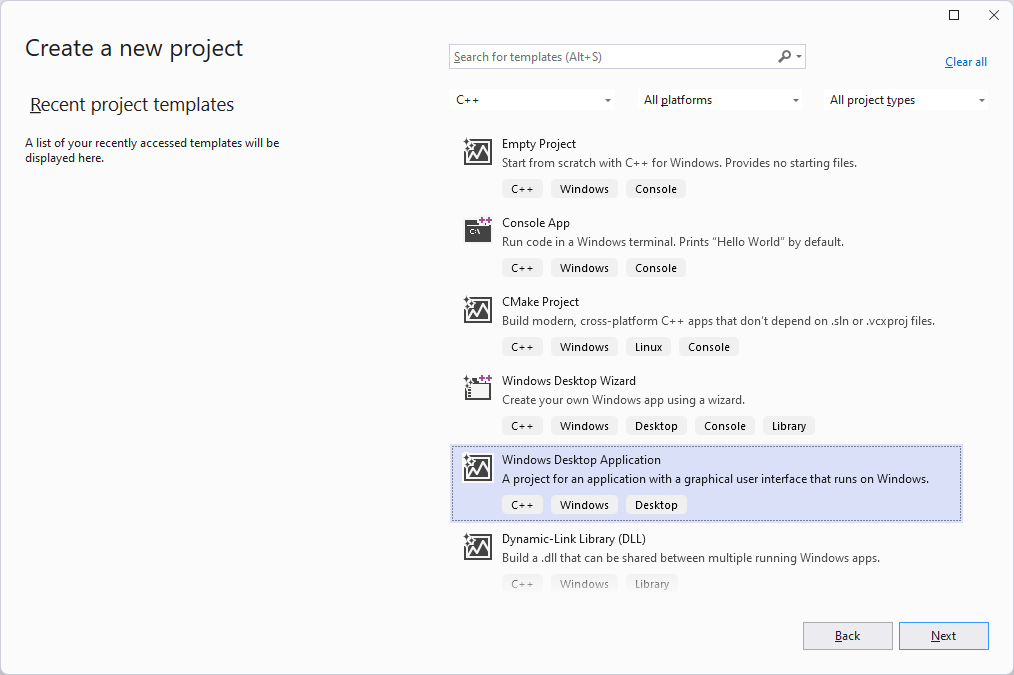 Create a new project
Search for templates (Alt+S)
Clear all
Recent project templates
A list of your recently accessed templates will be
displayed here.
C++ All platforms All project types
Empty Project
Start from scratch with C++ for Windows. Provides no starting files.
C++ Windows Console
C:\
Console App
Run code in a Windows terminal. Prints "Hello World" by default.
C++ Windows Console
CMake Project
Build modern, cross-platform C++ apps that don't depend on .sln or .vcxproj files.
C++ Windows Linux Console
Windows Desktop Wizard
Create your own Windows app using a wizard.
C++ Windows Desktop Console Library
Windows Desktop Application
A project for an application with a graphical user interface that runs on Windows.
C++ Windows Desktop
Dynamic-Link Library (DLL)
Build a .dll that can be shared between multiple running Windows apps.
C++ Windows Library
Back Next